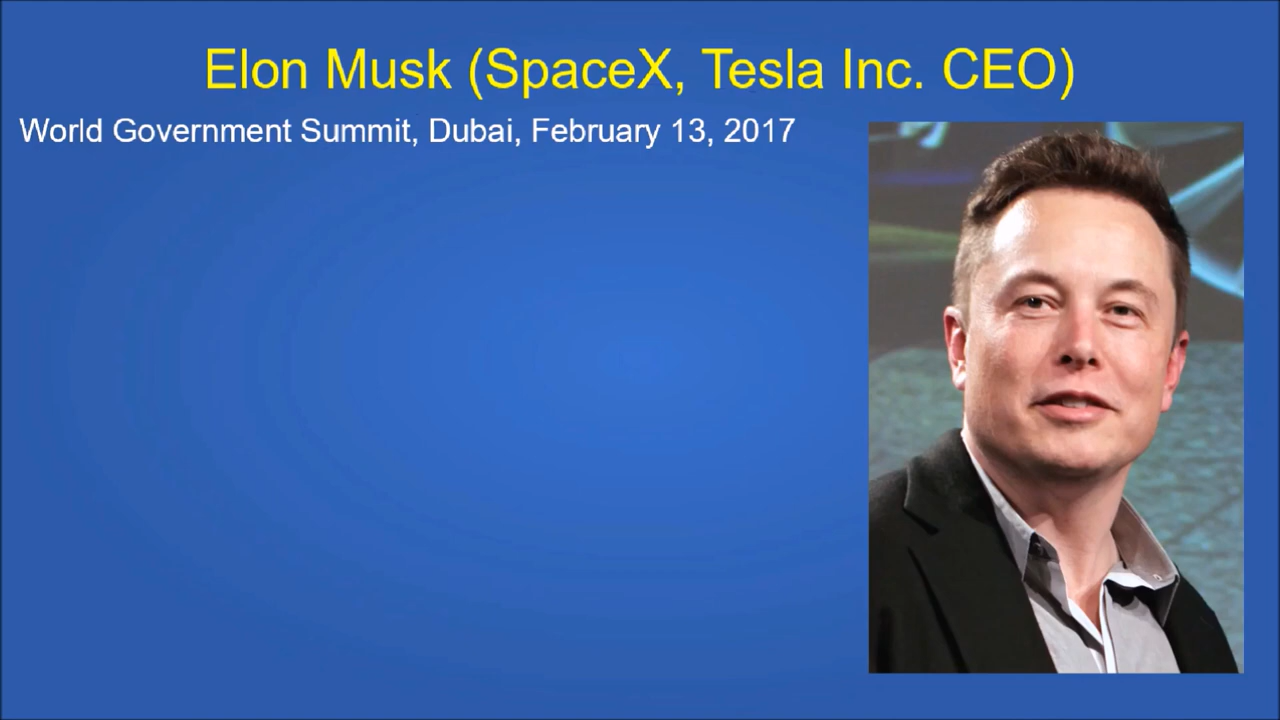 Elon Musk (SpaceX, Tesla Inc. CEO)
World Government Summit, Dubai, February 13, 2017